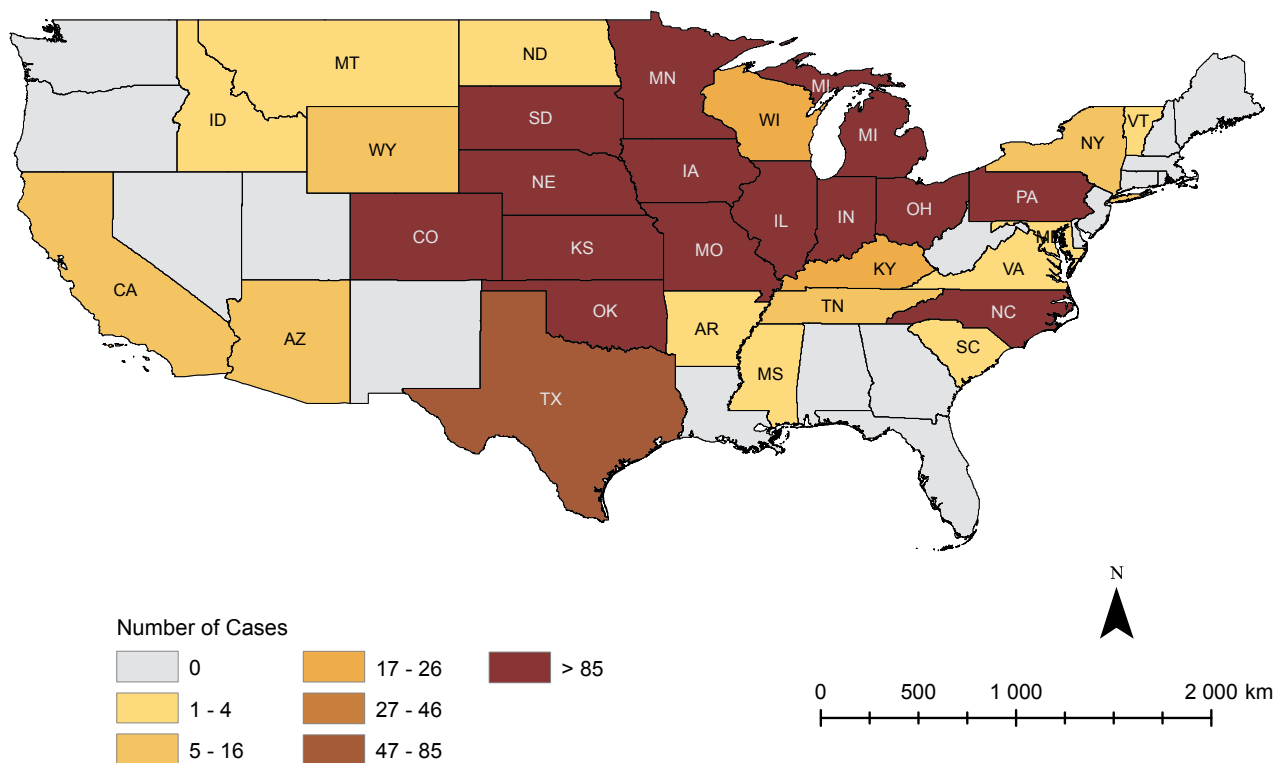 MT
ND
MN
MI
ID
SD
WI
MI
VT
NY
WY
IA
NE
PA
IL
IN
OH
CO
KS
MO
MD
KY
VA
CA
AZ
OK
TN
NC
AR
SC
MS
TX
N
Number of Cases
0
17 - 26
> 85
1 - 4
27 - 46
5 - 16
47 - 85
0 500 1 000 2 000 km